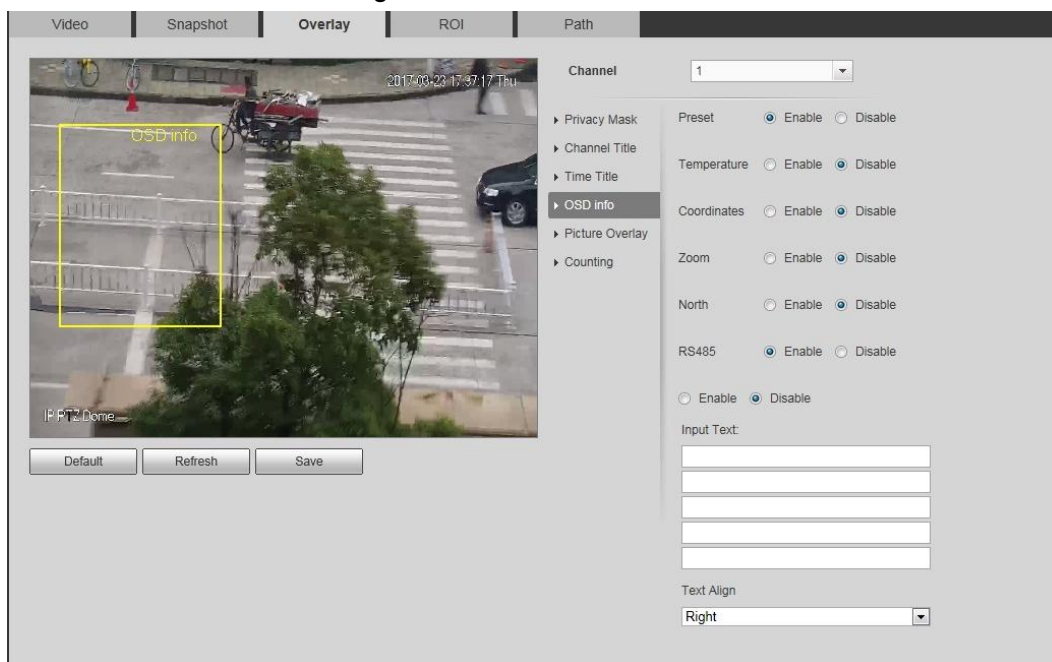 Video Snapshot Overlay ROI Path
2017-03-23 17:37:17 Thu
OSD info
IP PTZ Dome
Default Refresh Save
Channel 1
Privacy Mask
Channel Title
Time Title
OSD info
Picture Overlay
Counting
Preset Enable Disable
Temperature Enable Disable
Coordinates Enable Disable
Zoom Enable Disable
North Enable Disable
RS485 Enable Disable
Enable Disable
Input Text:
Text Align
Right